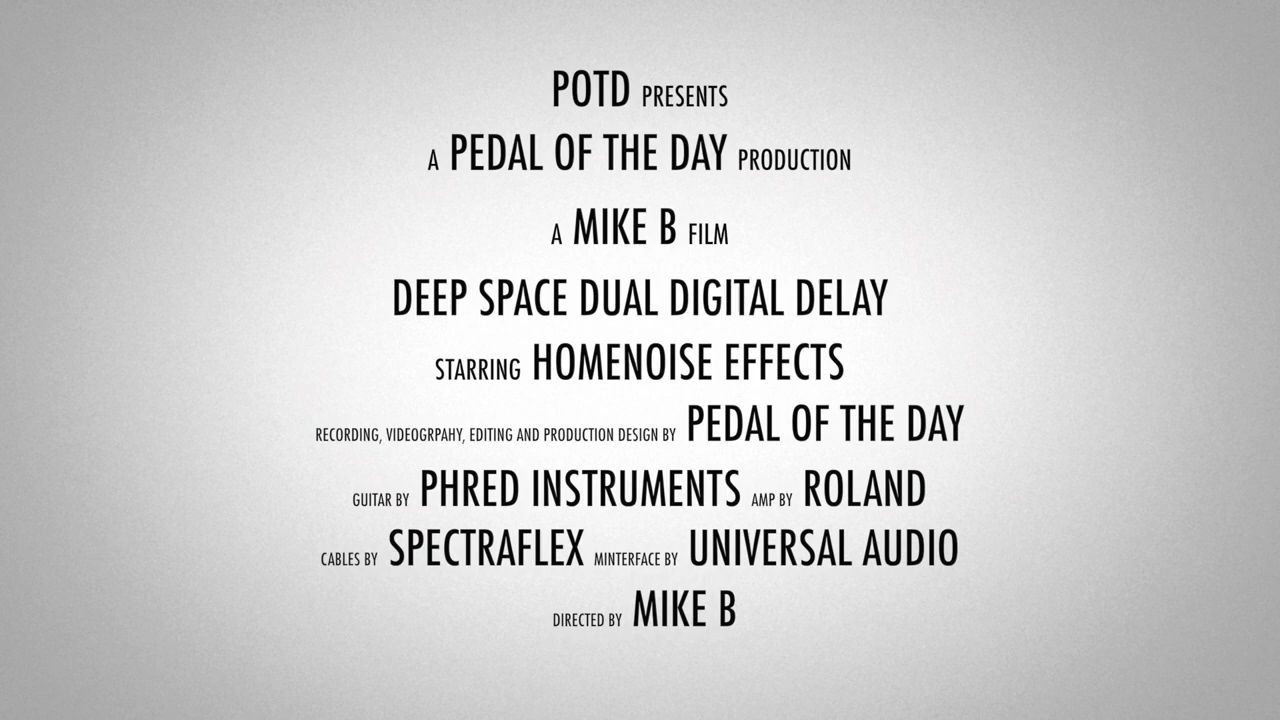 POTD PRESENTS
A PEDAL OF THE DAY PRODUCTION
A MIKE B FILM
DEEP SPACE DUAL DIGITAL DELAY
STARRING HOMENOISE EFFECTS
RECORDING, VIDEOGRPAHY, EDITING AND PRODUCTION DESIGN BY PEDAL OF THE DAY
GUITAR BY PHRED INSTRUMENTS AMP BY ROLAND
CABLES BY SPECTRAFLEX MINTERFACE BY UNIVERSAL AUDIO
DIRECTED BY MIKE B